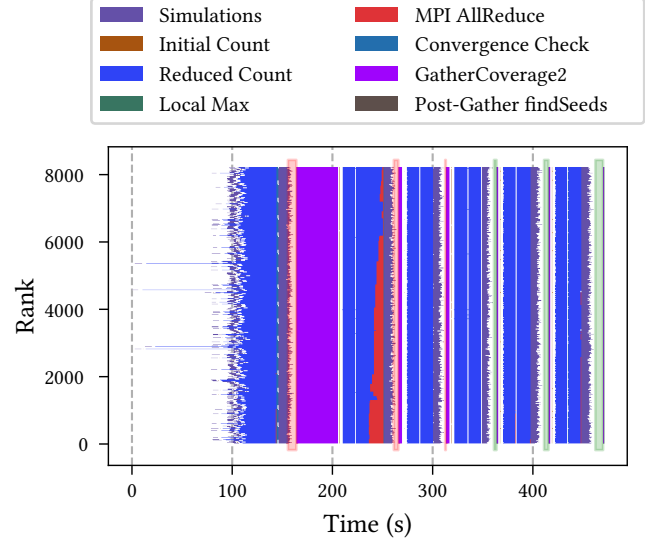 Simulations MPI AllReduce
Initial Count Convergence Check
Reduced Count GatherCoverage2
Local Max Post-Gather findSeeds
8000
6000
4000
2000
0
Rank
0 100 200 300 400
Time (s)